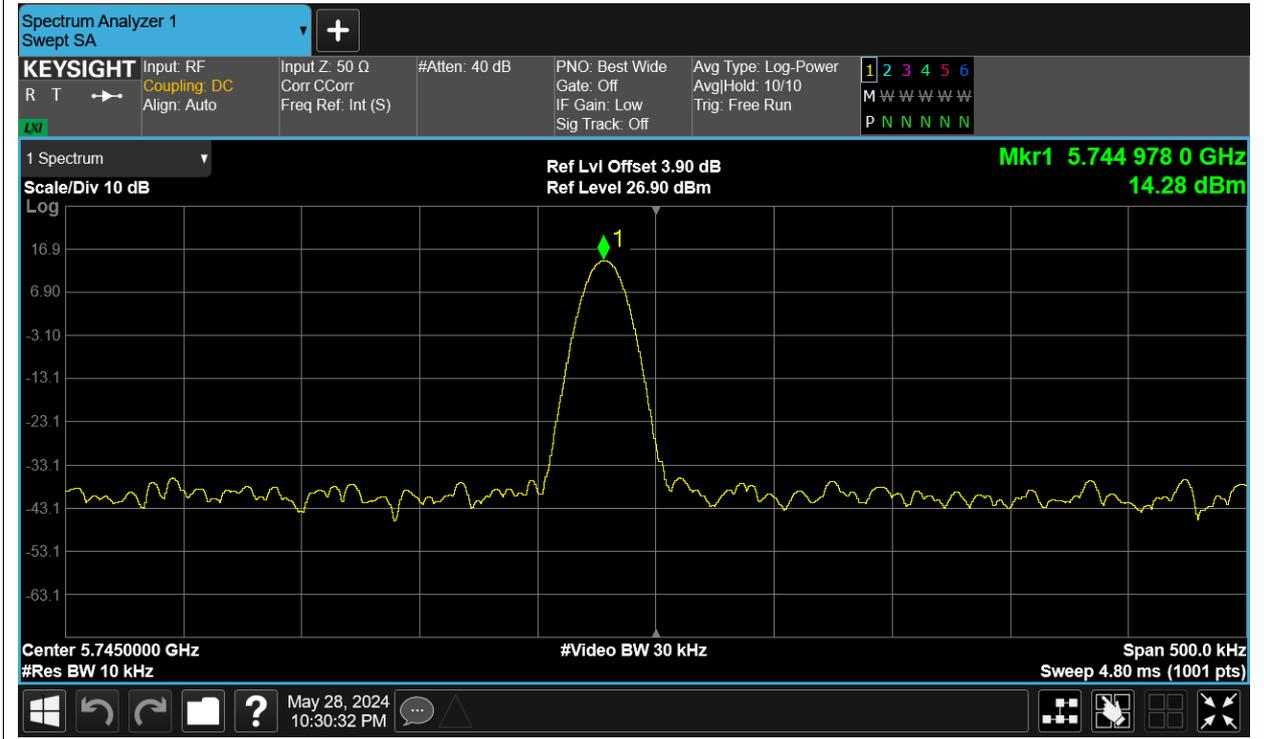 Spectrum Analyzer 1
Swept SA
+
KEYSIGHT
R T
LXI
Input: RF
Coupling: DC
Align: Auto
Input Z: 50 Ω
Corr CCorr
Freq Ref: Int (S)
#Atten: 40 dB
PNO: Best Wide
Gate: Off
IF Gain: Low
Sig Track: Off
Avg Type: Log-Power
Avg|Hold: 10/10
Trig: Free Run
1 2 3 4 5 6
M W W W W W
P N N N N N
1 Spectrum
Scale/Div 10 dB
Log
Ref Lvl Offset 3.90 dB
Ref Level 26.90 dBm
Mkr1 5.744 978 0 GHz
14.28 dBm
1
16.9
6.90
-3.10
-13.1
-23.1
-33.1
-43.1
-53.1
-63.1
Center 5.7450000 GHz
#Res BW 10 kHz
#Video BW 30 kHz
Span 500.0 kHz
Sweep 4.80 ms (1001 pts)
?
May 28, 2024
10:30:32 PM